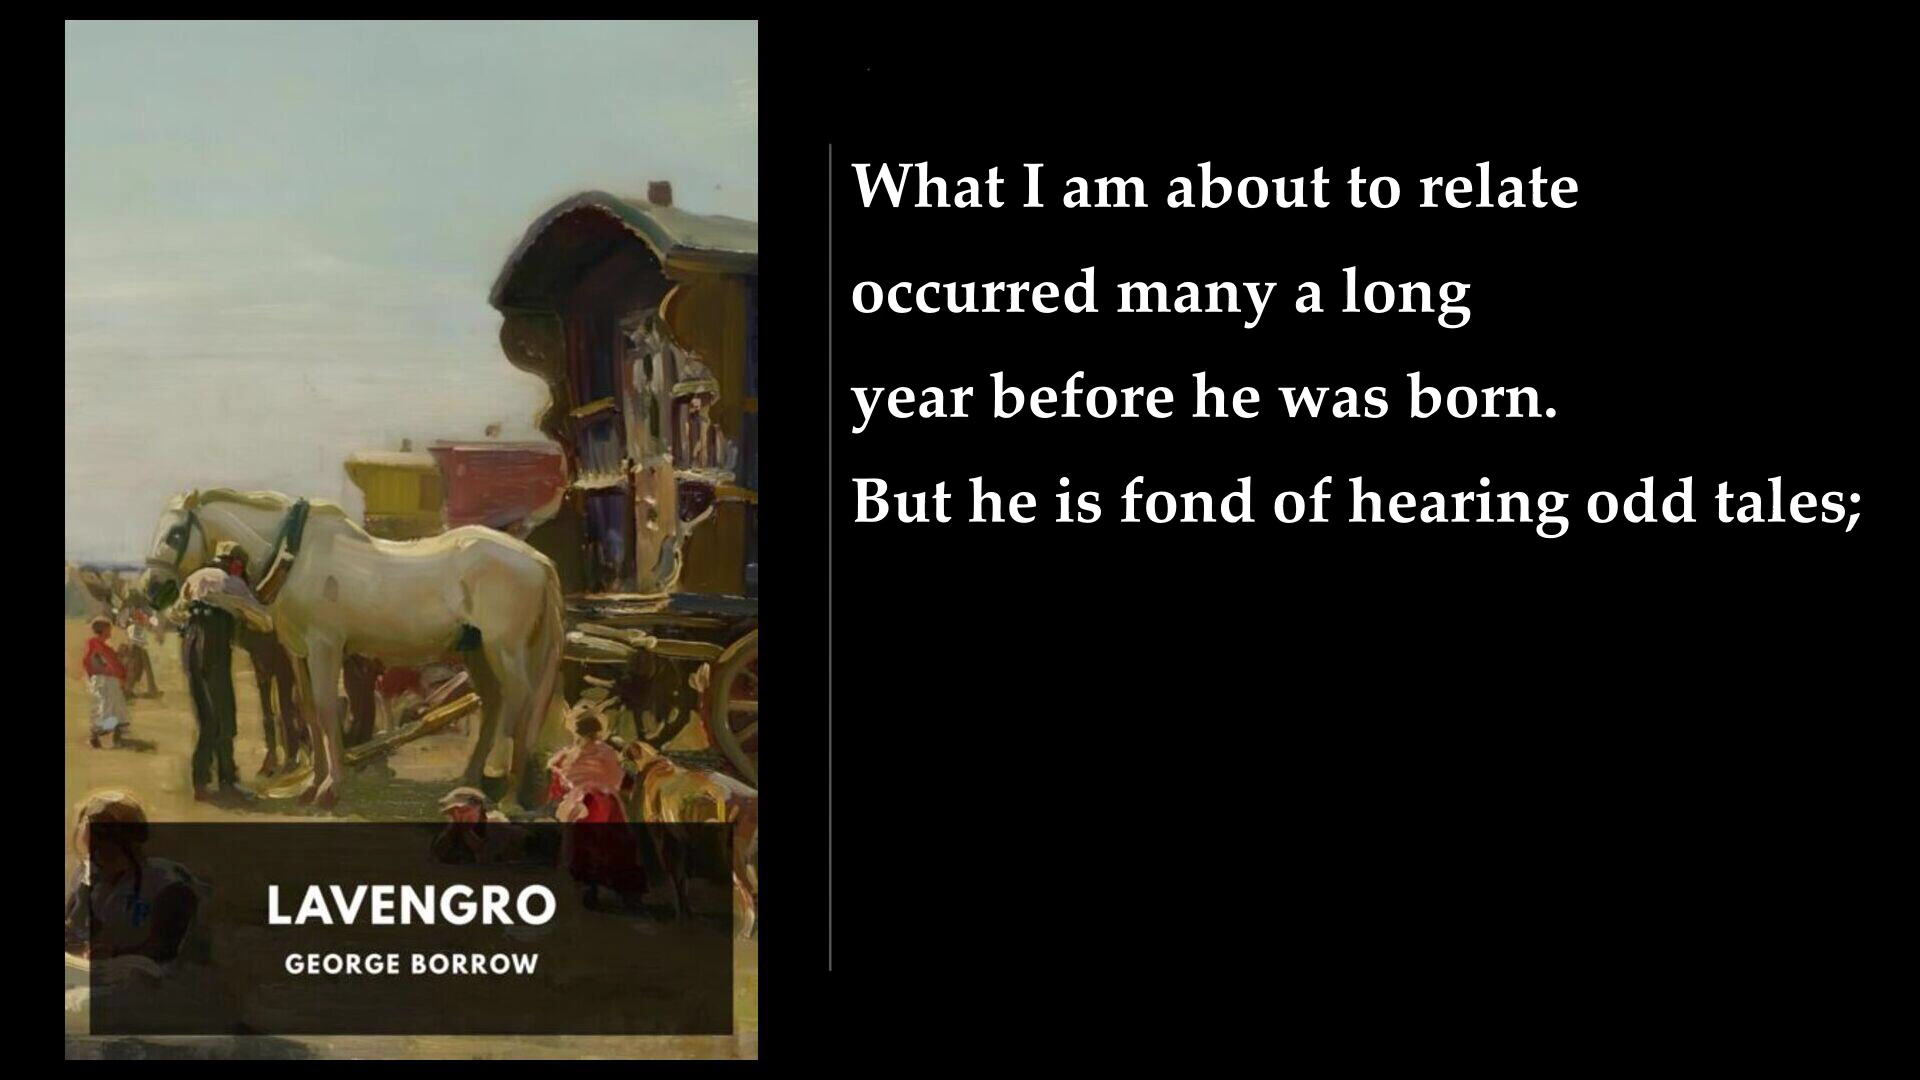 What I am about to relate
occurred many a long
year before he was born.
But he is fond of hearing odd tales;
LAVENGRO
GEORGE BORROW